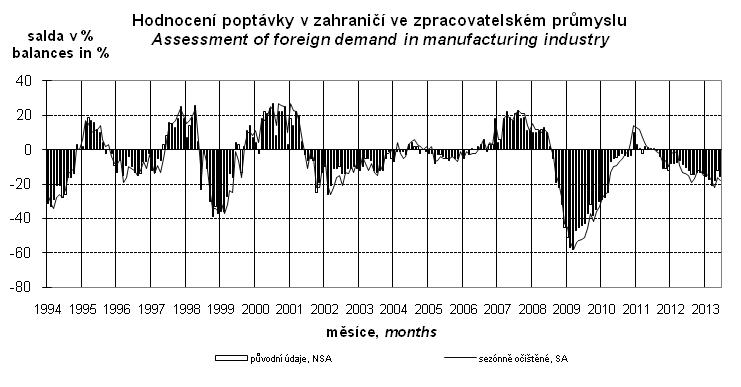 Hodnocení poptávky v zahraničí ve zpracovatelském průmyslu
Assessment of foreign demand in manufacturing industry
salda v %
balances in %
40
20
0
-20
-40
-60
-80
1994 1995 1996 1997 1998 1999 2000 2001 2002 2003 2004 2005 2006 2007 2008 2009 2010 2011 2012 2013
měsíce, months
původní údaje, NSA
sezónně očištěné, SA